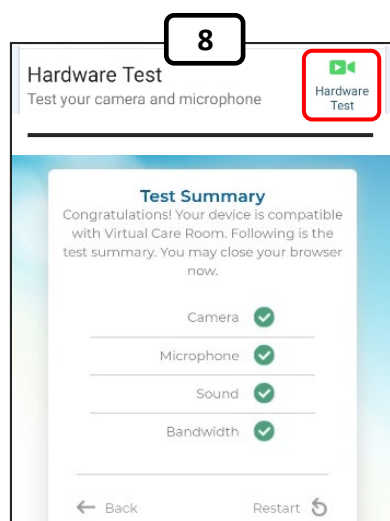 8
Hardware Test
Test your camera and microphone
Hardware
Test
Test Summary
Congratulations! Your device is compatible
with Virtual Care Room. Following is the
test summary. You may close your browser
now.
Camera
Microphone
Sound
Bandwidth
Back
Restart